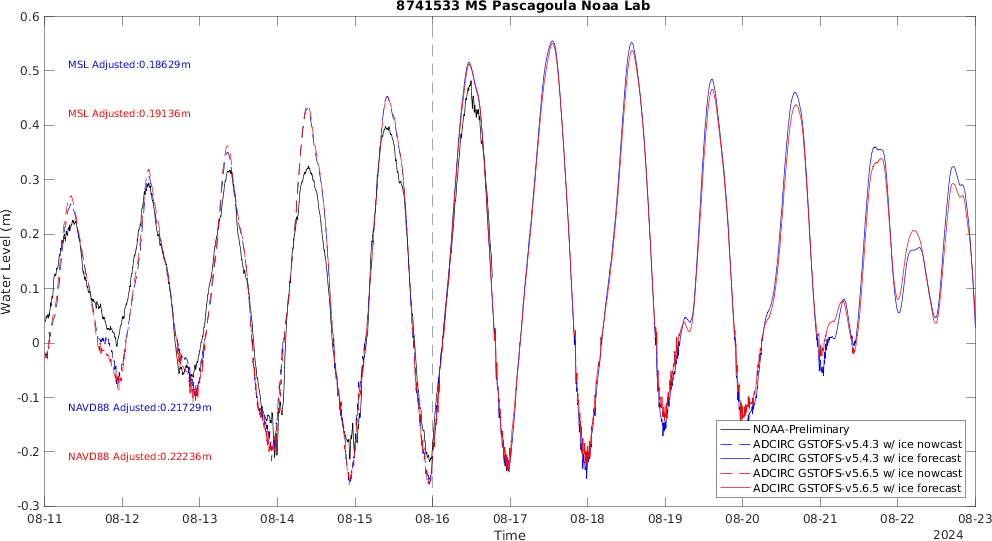 8741533 MS Pascagoula Noaa Lab
0.6
0.5
0.4
0.3
0.2
0.1
0
-0.1
-0.2
-0.3
Water Level (m)
MSL Adjusted:0.18629m
MSL Adjusted:0.19136m
NAVD88 Adjusted:0.21729m
NAVD88 Adjusted:0.22236m
NOAA-Preliminary
ADCIRC GSTOFS-v5.4.3 w/ ice nowcast
ADCIRC GSTOFS-v5.4.3 w/ ice forecast
ADCIRC GSTOFS-v5.6.5 w/ ice nowcast
ADCIRC GSTOFS-v5.6.5 w/ ice forecast
08-11 08-12 08-13 08-14 08-15 08-16 08-17 08-18 08-19 08-20 08-21 08-22 08-23
Time
2024